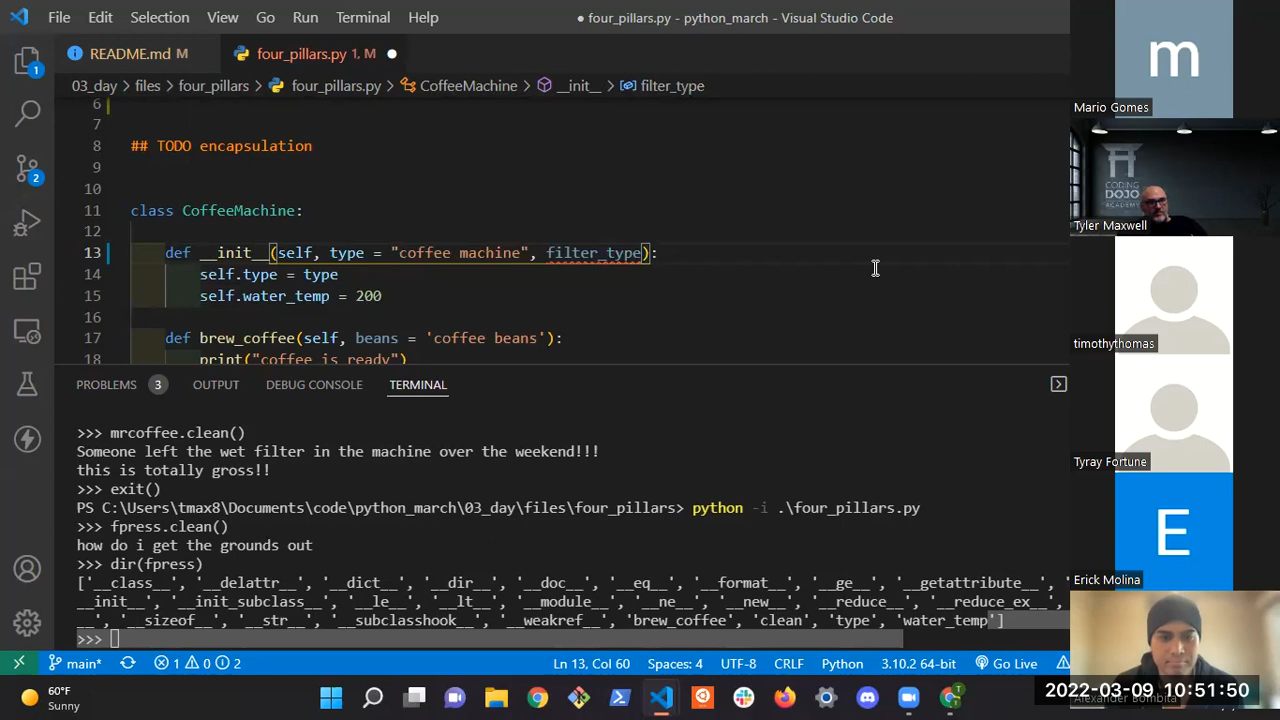 File Edit Selection View Go Run Terminal Help
● four_pillars.py - python_march - Visual Studio Code
README.md M
four_pillars.py 1, M
03_day > files > four_pillars > four_pillars.py > CoffeeMachine > __init__ > filter_type
6
7
8 ## TODO encapsulation
9
10
11 class CoffeeMachine:
12
13 def __init__(self, type = "coffee machine", filter_type):
14 self.type = type
15 self.water_temp = 200
16
17 def brew_coffee(self, beans = 'coffee beans'):
18 print("coffee is ready")
1
2
PROBLEMS 3 OUTPUT DEBUG CONSOLE TERMINAL
>>> mrcoffee.clean()
Someone left the wet filter in the machine over the weekend!!!
this is totally gross!!
>>> exit()
PS C:\Users\tmax8\Documents\code\python_march\03_day\files\four_pillars> python -i .\four_pillars.py
>>> fpress.clean()
how do i get the grounds out
>>> dir(fpress)
['__class__', '__delattr__', '__dict__', '__dir__', '__doc__', '__eq__', '__format__', '__ge__', '__getattribute__', '
__init__', '__init_subclass__', '__le__', '__lt__', '__module__', '__ne__', '__new__', '__reduce__', '__reduce_ex__',
__', '__sizeof__', '__str__', '__subclasshook__', '__weakref__', 'brew_coffee', 'clean', 'type', 'water_temp']
>>>
main* 1 0 2
Ln 13, Col 60 Spaces: 4 UTF-8 CRLF Python 3.10.2 64-bit Go Live
60°F
Sunny
m
Mario Gomes
CODING
DOJO
ACADEMY
Tyler Maxwell
timothythomas
Tyray Fortune
E
Erick Molina
Alexander Bombita
2022-03-09 10:51:50